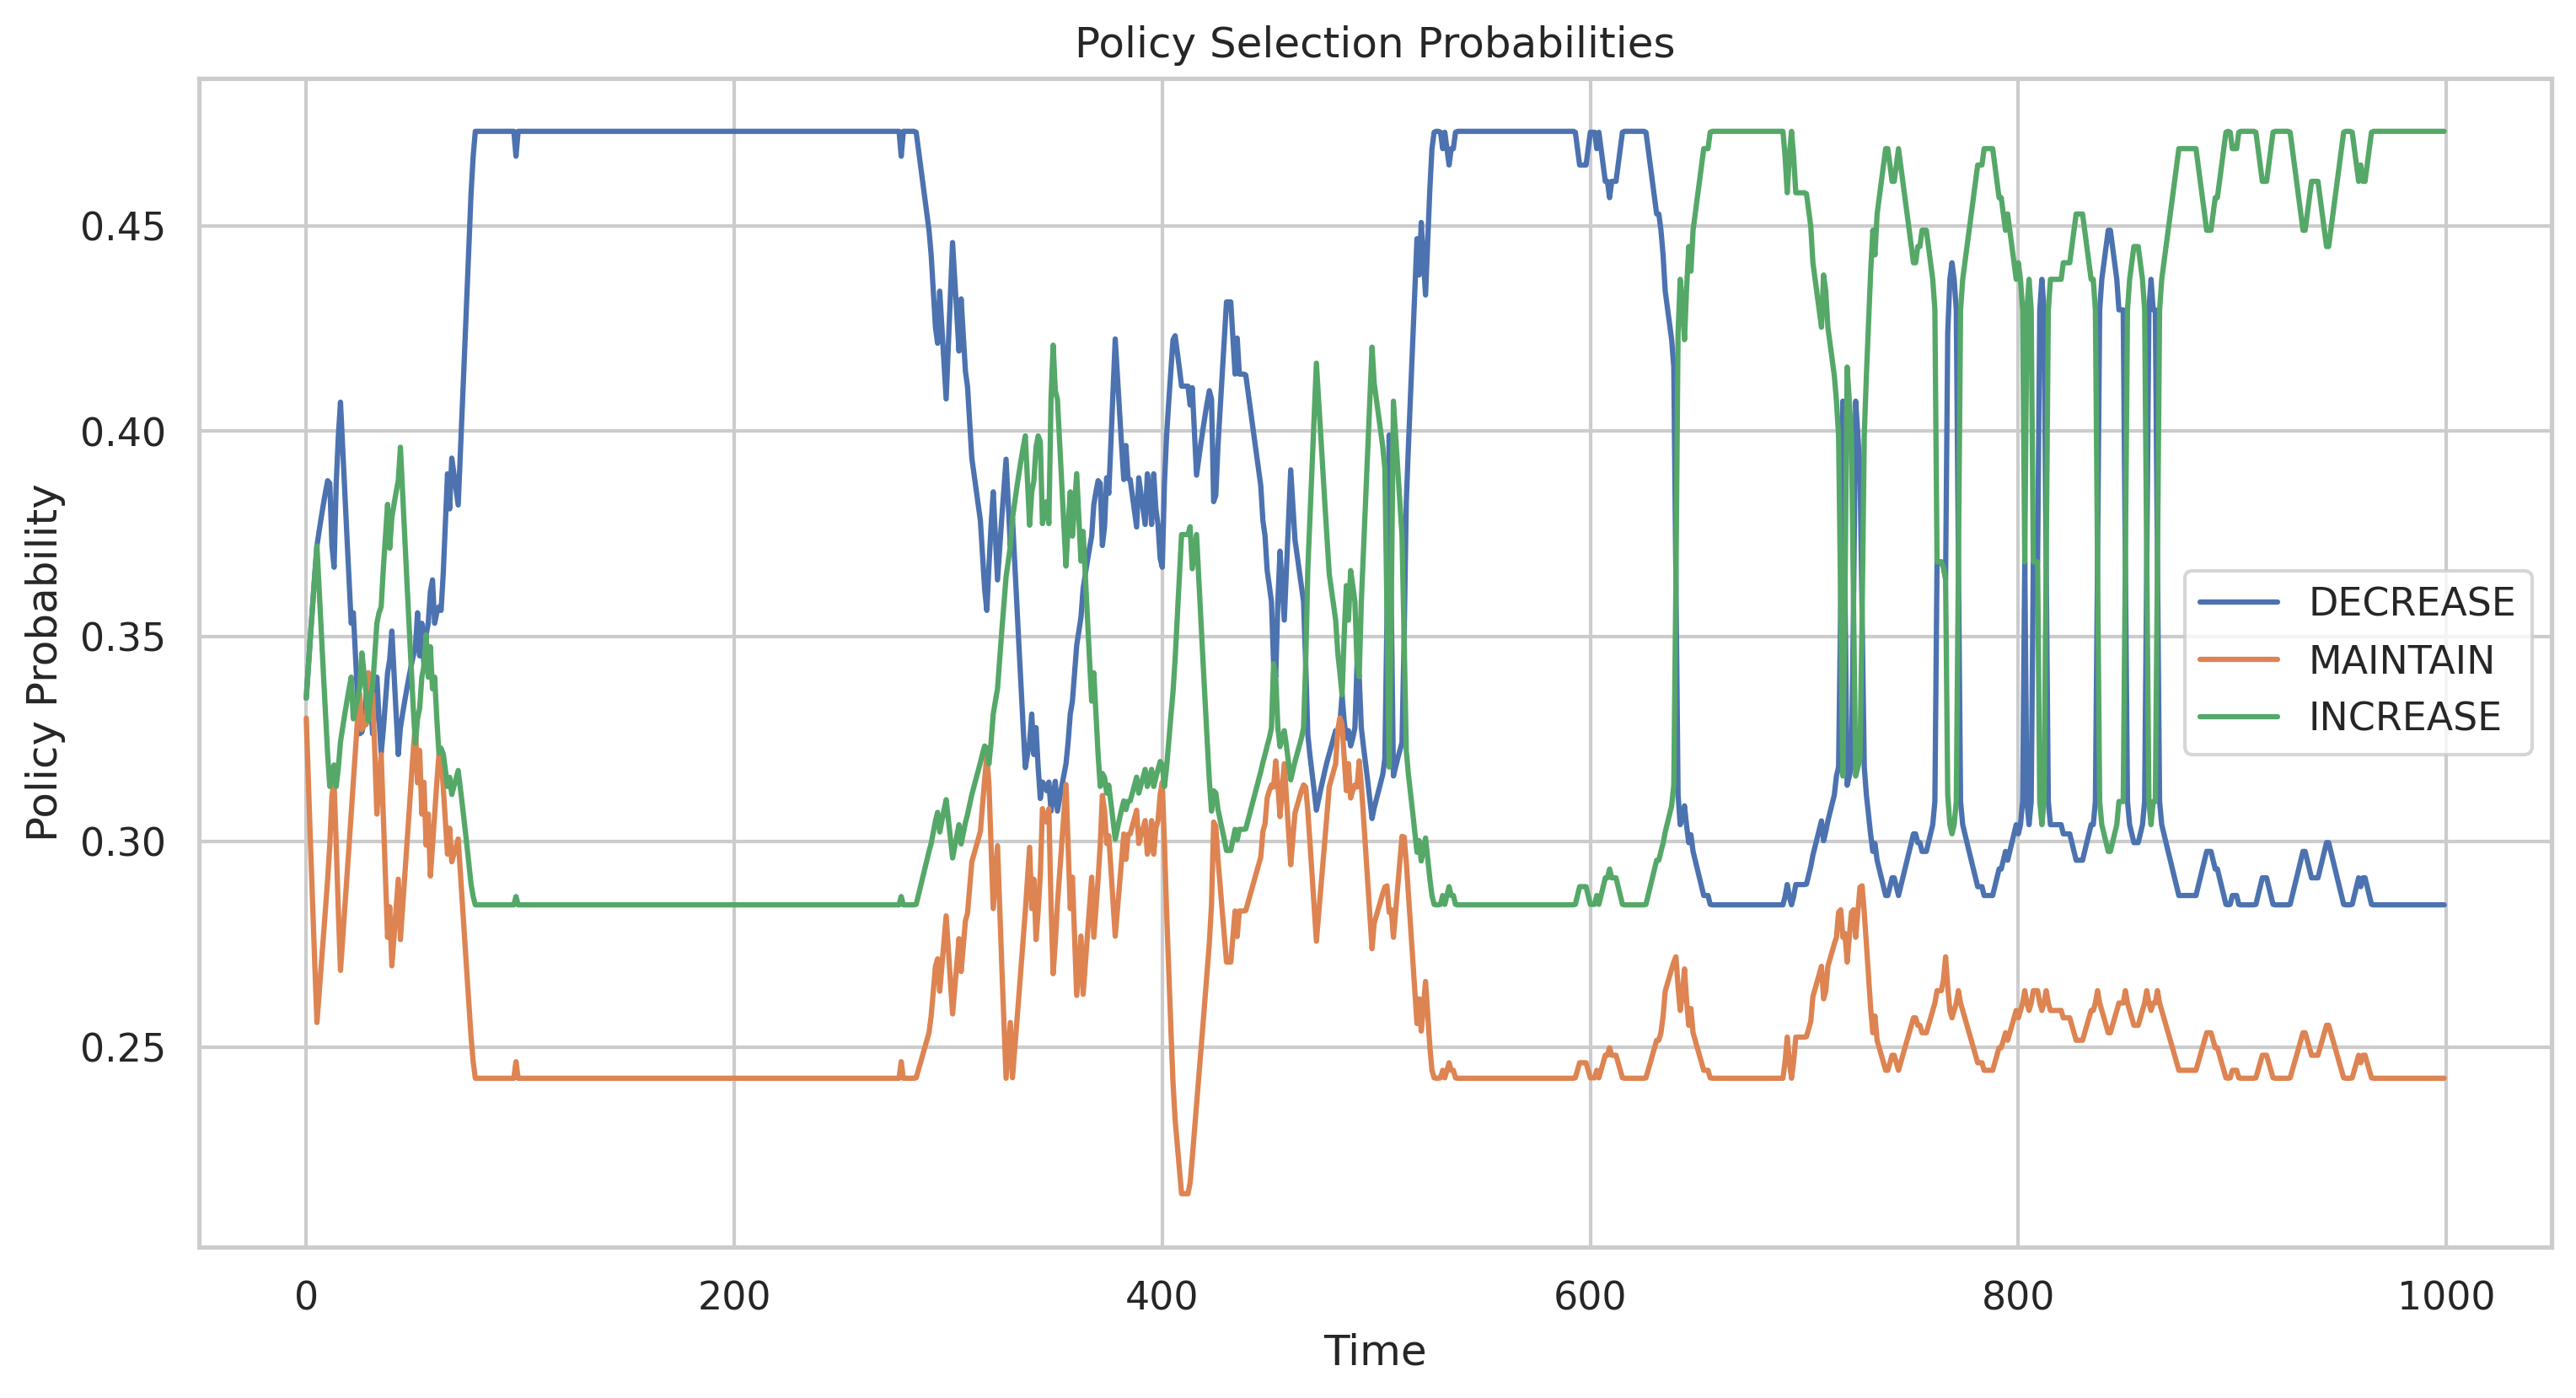 Policy Selection Probabilities
Policy Probability
0.45
0.40
0.35
0.30
0.25
DECREASE
MAINTAIN
INCREASE
0 200 400 600 800 1000
Time